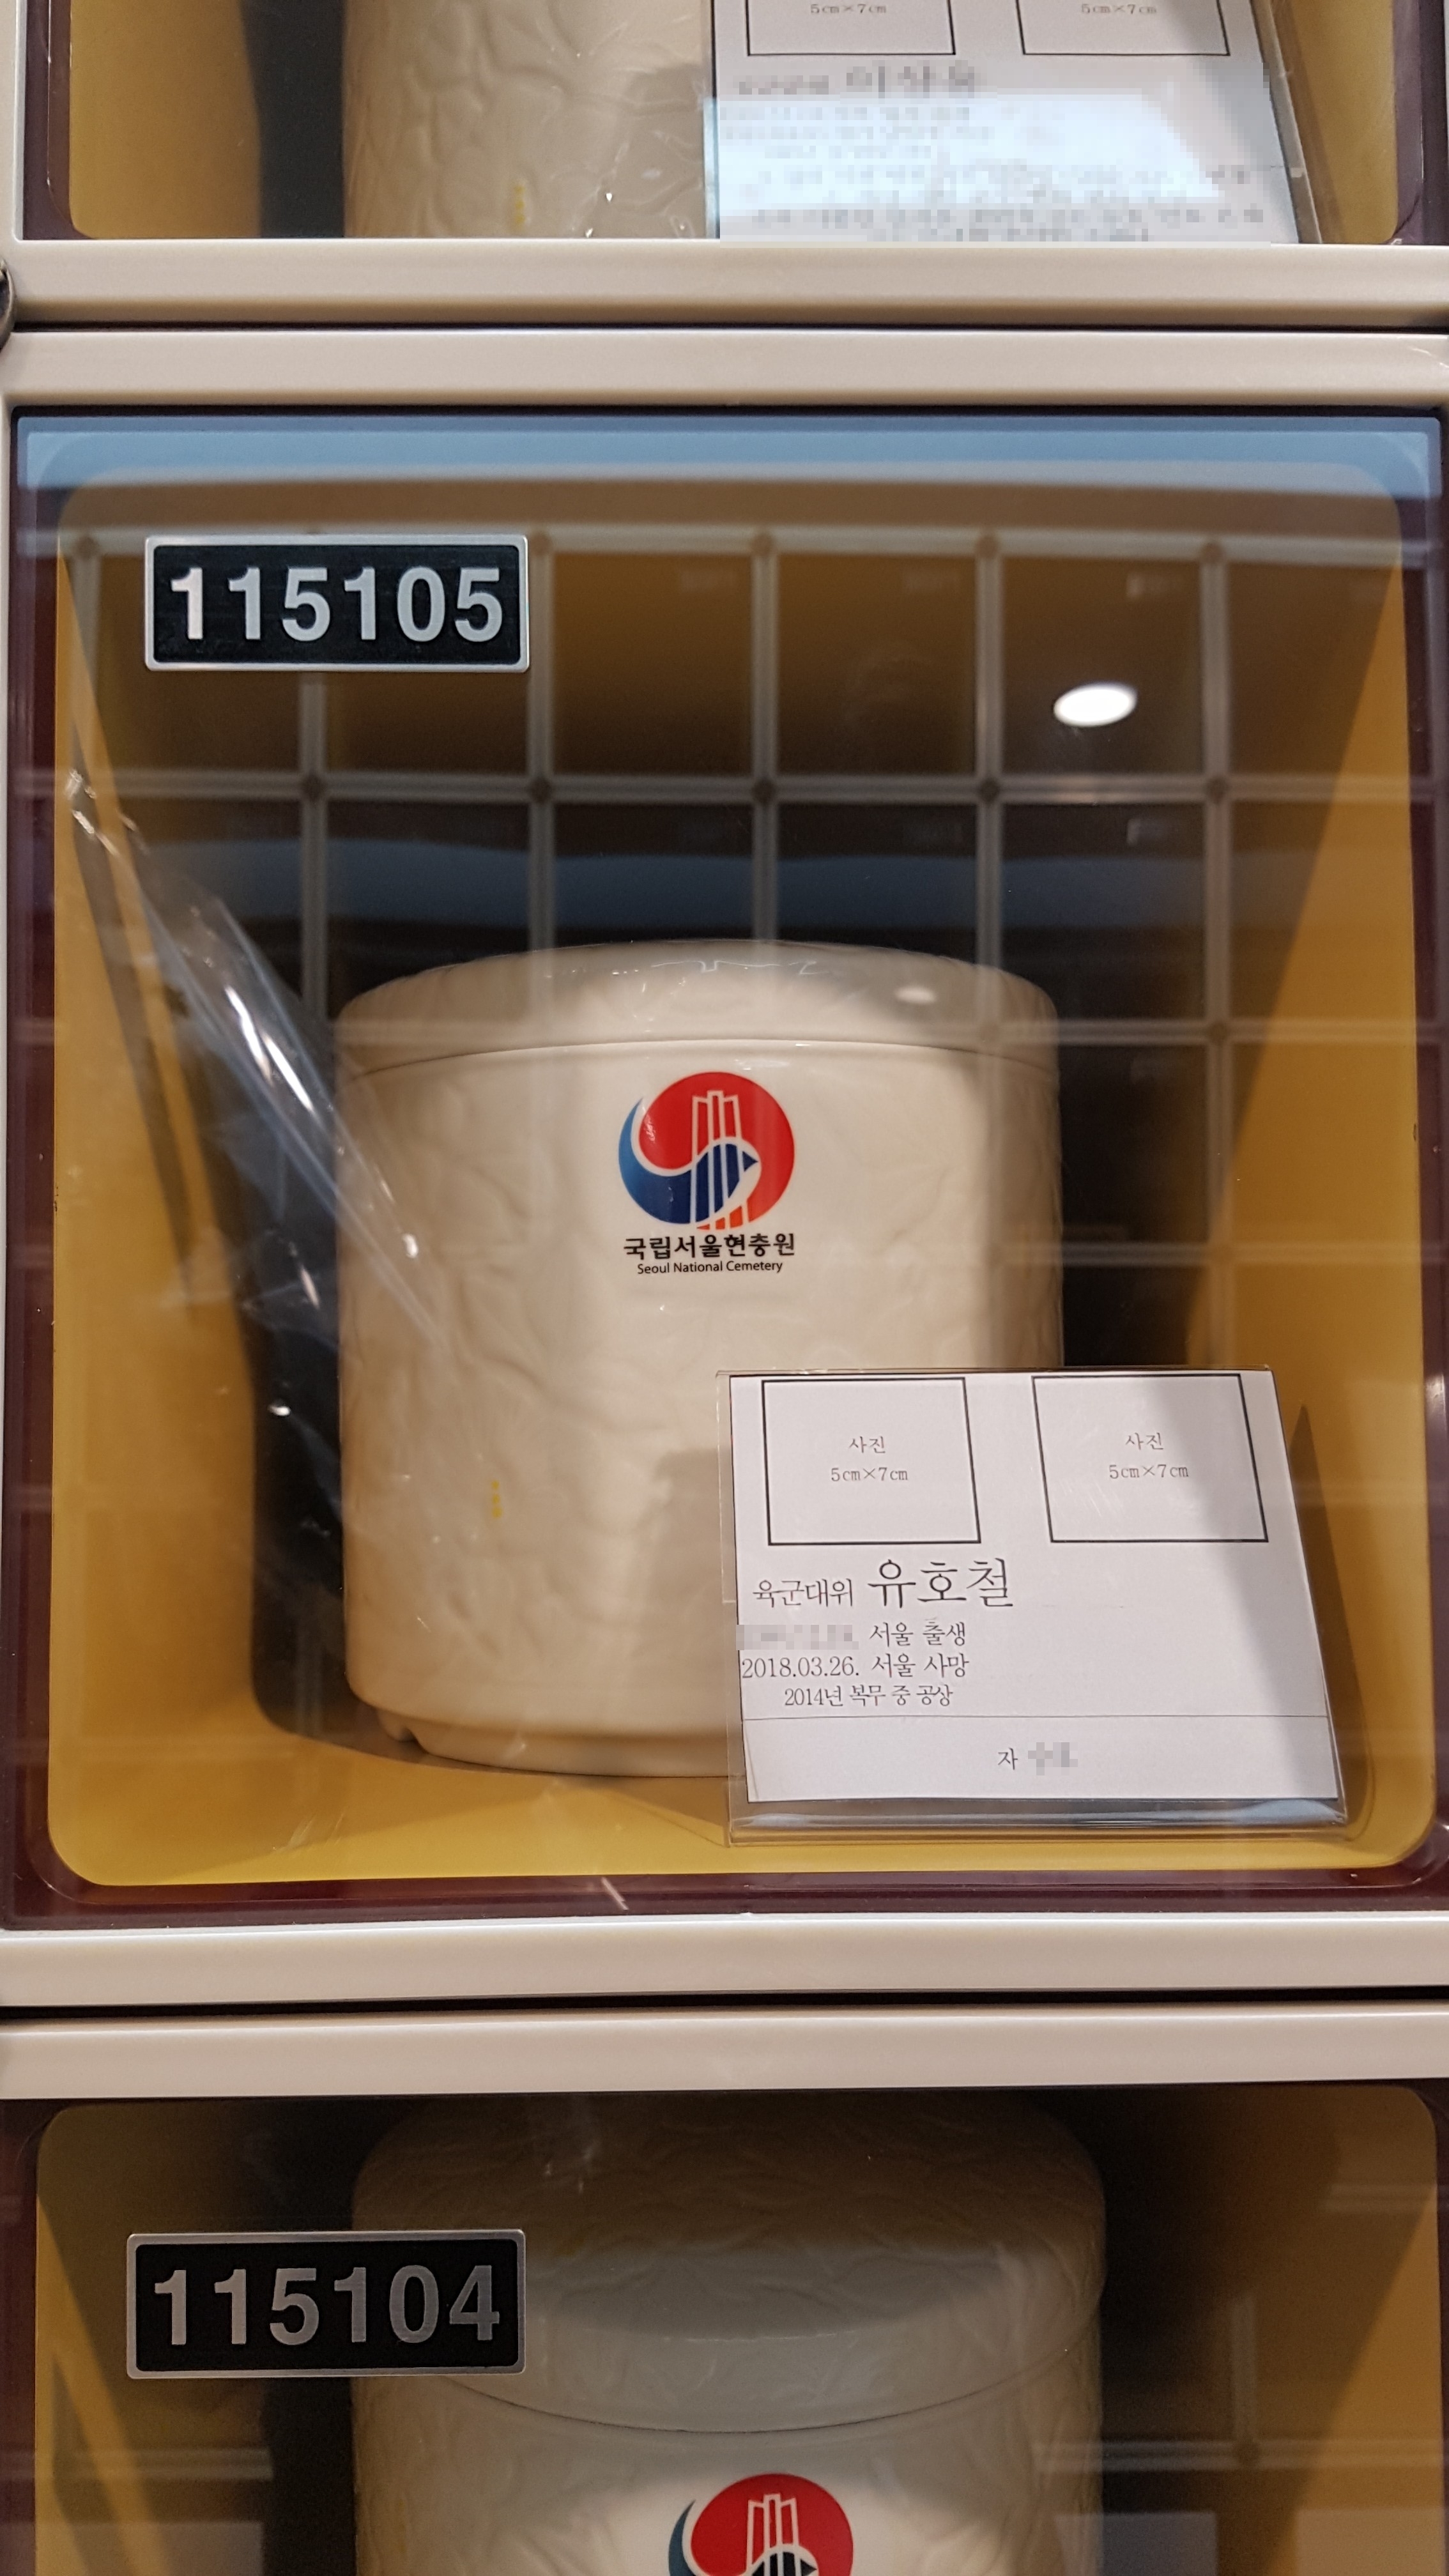 5㎝×7㎝
5㎝×7㎝
115105
국립서울현충원
Seoul National Cemetery
사진
5㎝×7㎝
사진
5㎝×7㎝
육군대위 유호철
서울 출생
2018.03.26. 서울 사망
2014년 복무 중 공상
자
115104